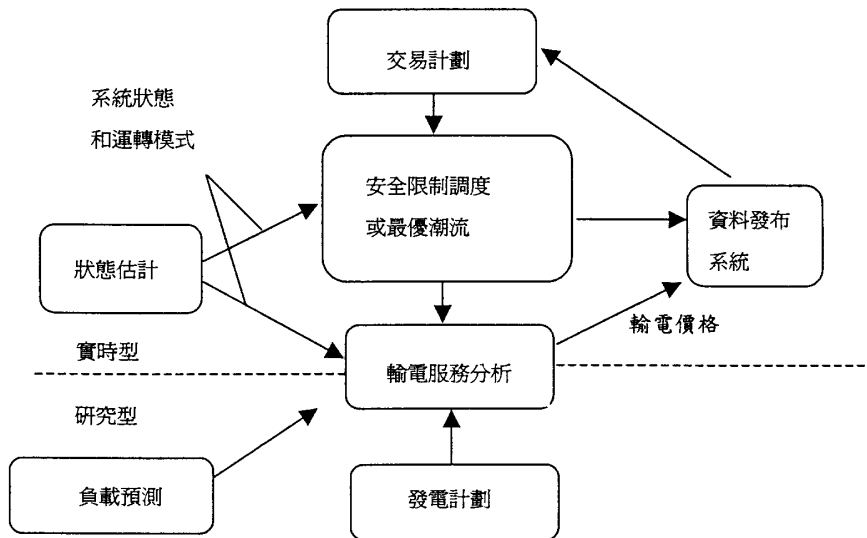 交易計劃
系統狀態
和運轉模式
安全限制調度
或最優潮流
資料發布
系統
狀態估計
輸電價格
實時型
輸電服務分析
研究型
負載預測
發電計劃